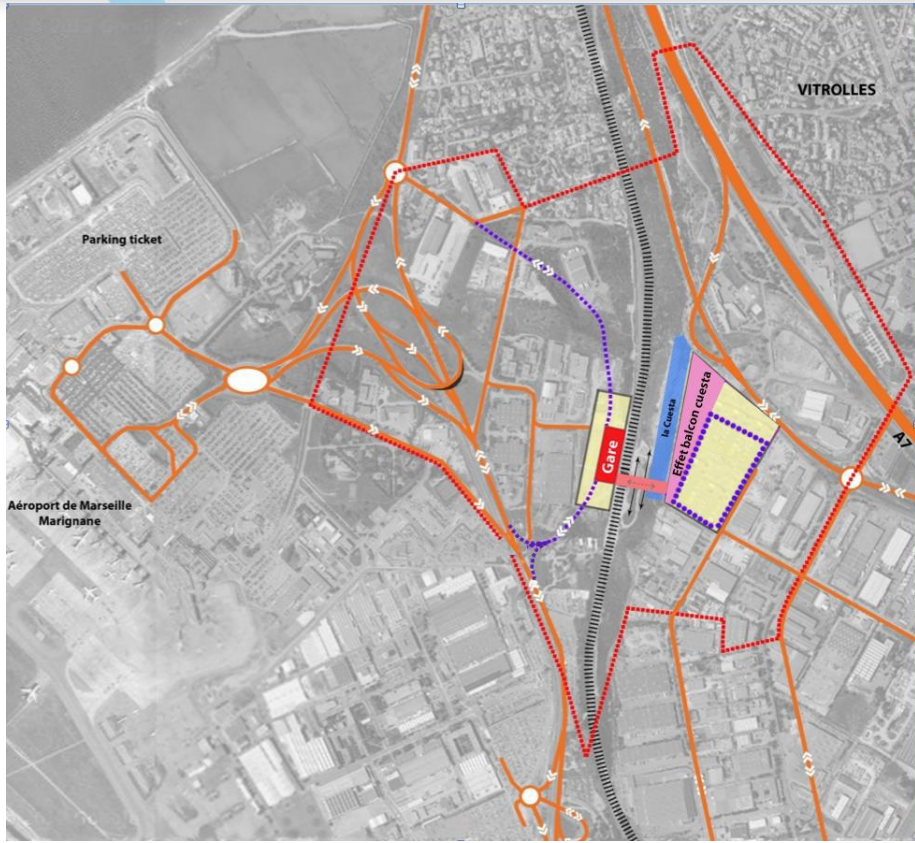 VITROLLES
Parking ticket
la Cuesta
Effet balcon cuesta
Gare
A7
Aéroport de Marseille
Marignane